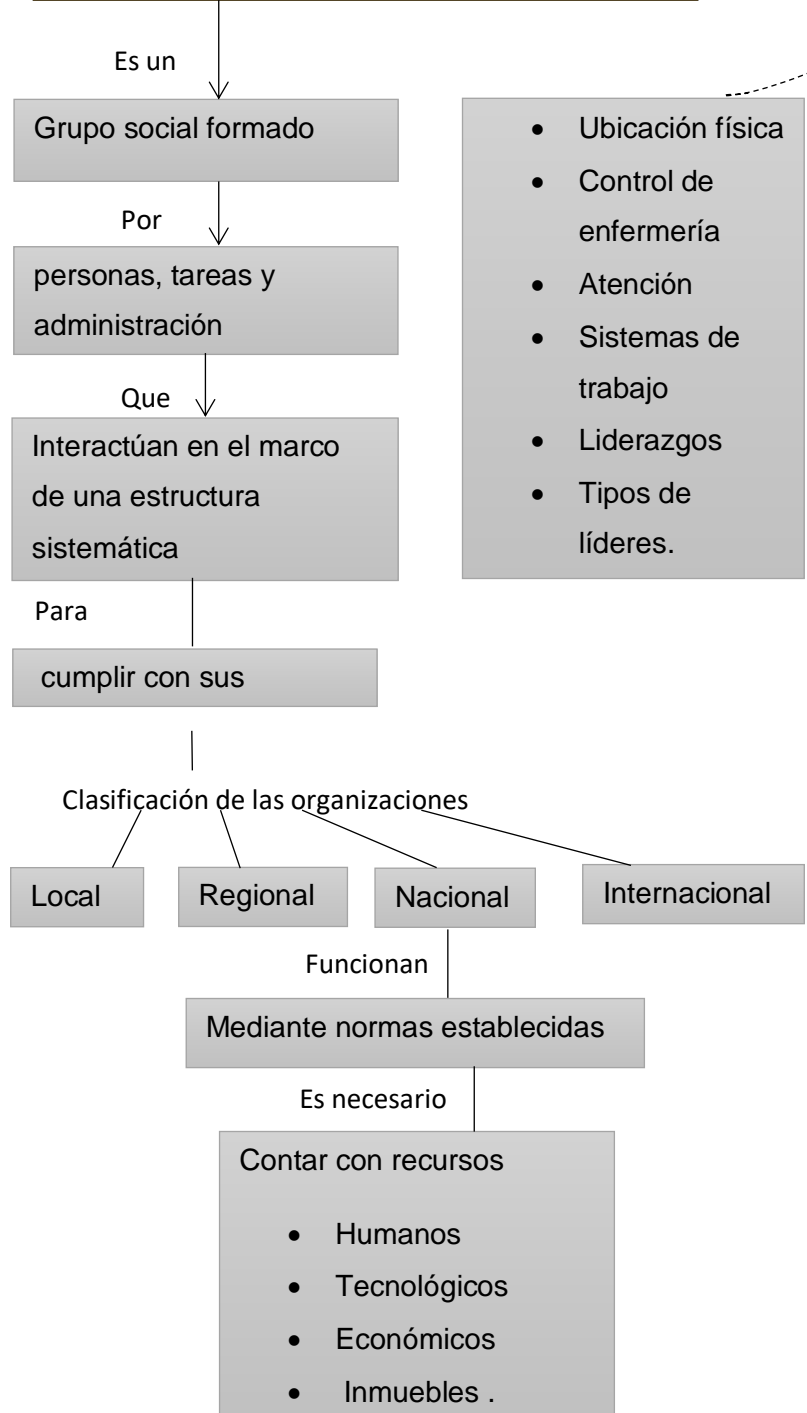 Es un
Grupo social formado
Por
personas, tareas y
administración
Que
Interactúan en el marco
de una estructura
sistemática
Para
cumplir con sus
• Ubicación física
• Control de
enfermería
• Atención
• Sistemas de
trabajo
• Liderazgos
• Tipos de
líderes.
Clasificación de las organizaciones
Local
Regional
Nacional
Internacional
Funcionan
Mediante normas establecidas
Es necesario
Contar con recursos
• Humanos
• Tecnológicos
• Económicos
• Inmuebles .